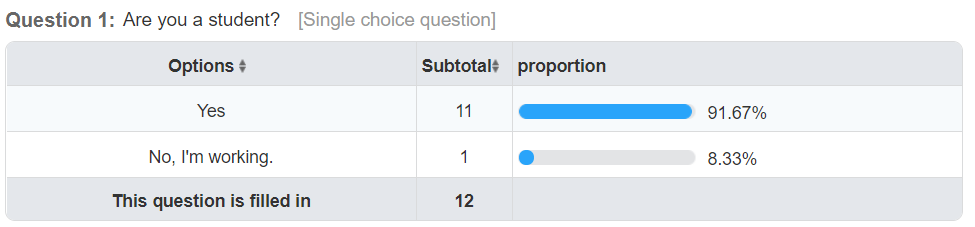 Question 1: Are you a student? [Single choice question]
Options Subtotal proportion
Yes 11 91.67%
No, I'm working. 1 8.33%
This question is filled in 12